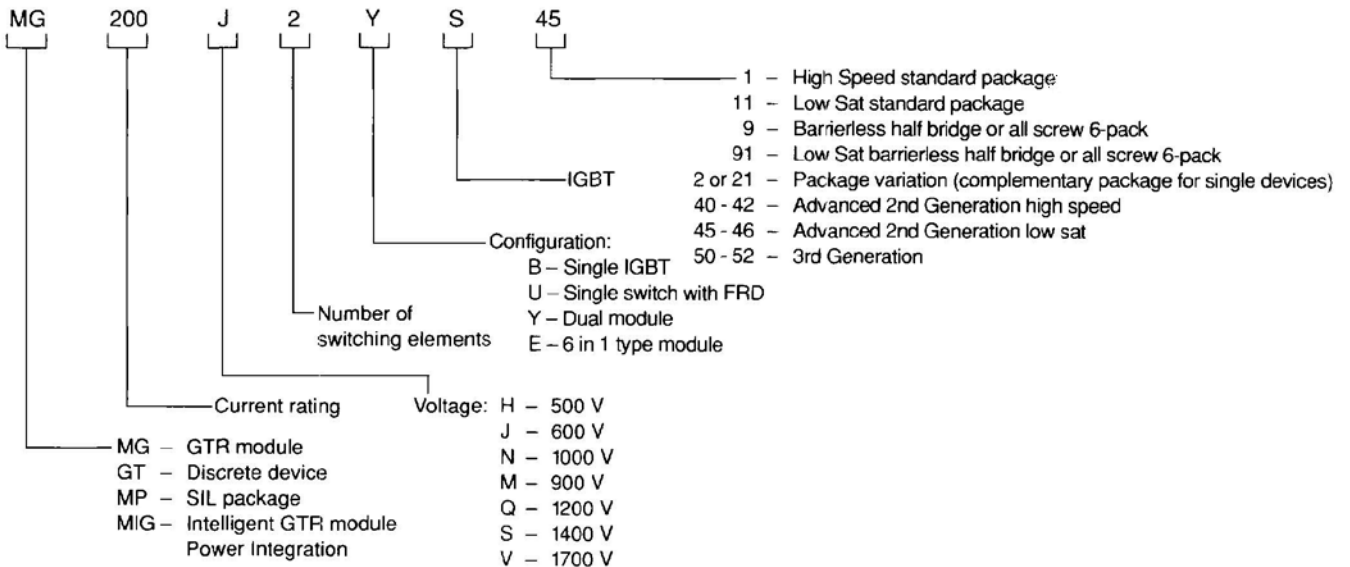 MG 200 J 2 Y S 45
1 – High Speed standard package
11 – Low Sat standard package
9 – Barrierless half bridge or all screw 6-pack
91 – Low Sat barrierless half bridge or all screw 6-pack
IGBT
2 or 21 – Package variation (complementary package for single devices)
40 - 42 – Advanced 2nd Generation high speed
45 - 46 – Advanced 2nd Generation low sat
50 - 52 – 3rd Generation
Configuration:
B – Single IGBT
U – Single switch with FRD
Y – Dual module
E – 6 in 1 type module
Number of
switching elements
Current rating
Voltage: H – 500 V
J – 600 V
N – 1000 V
M – 900 V
Q – 1200 V
S – 1400 V
V – 1700 V
MG – GTR module
GT – Discrete device
MP – SIL package
MIG – Intelligent GTR module
Power Integration